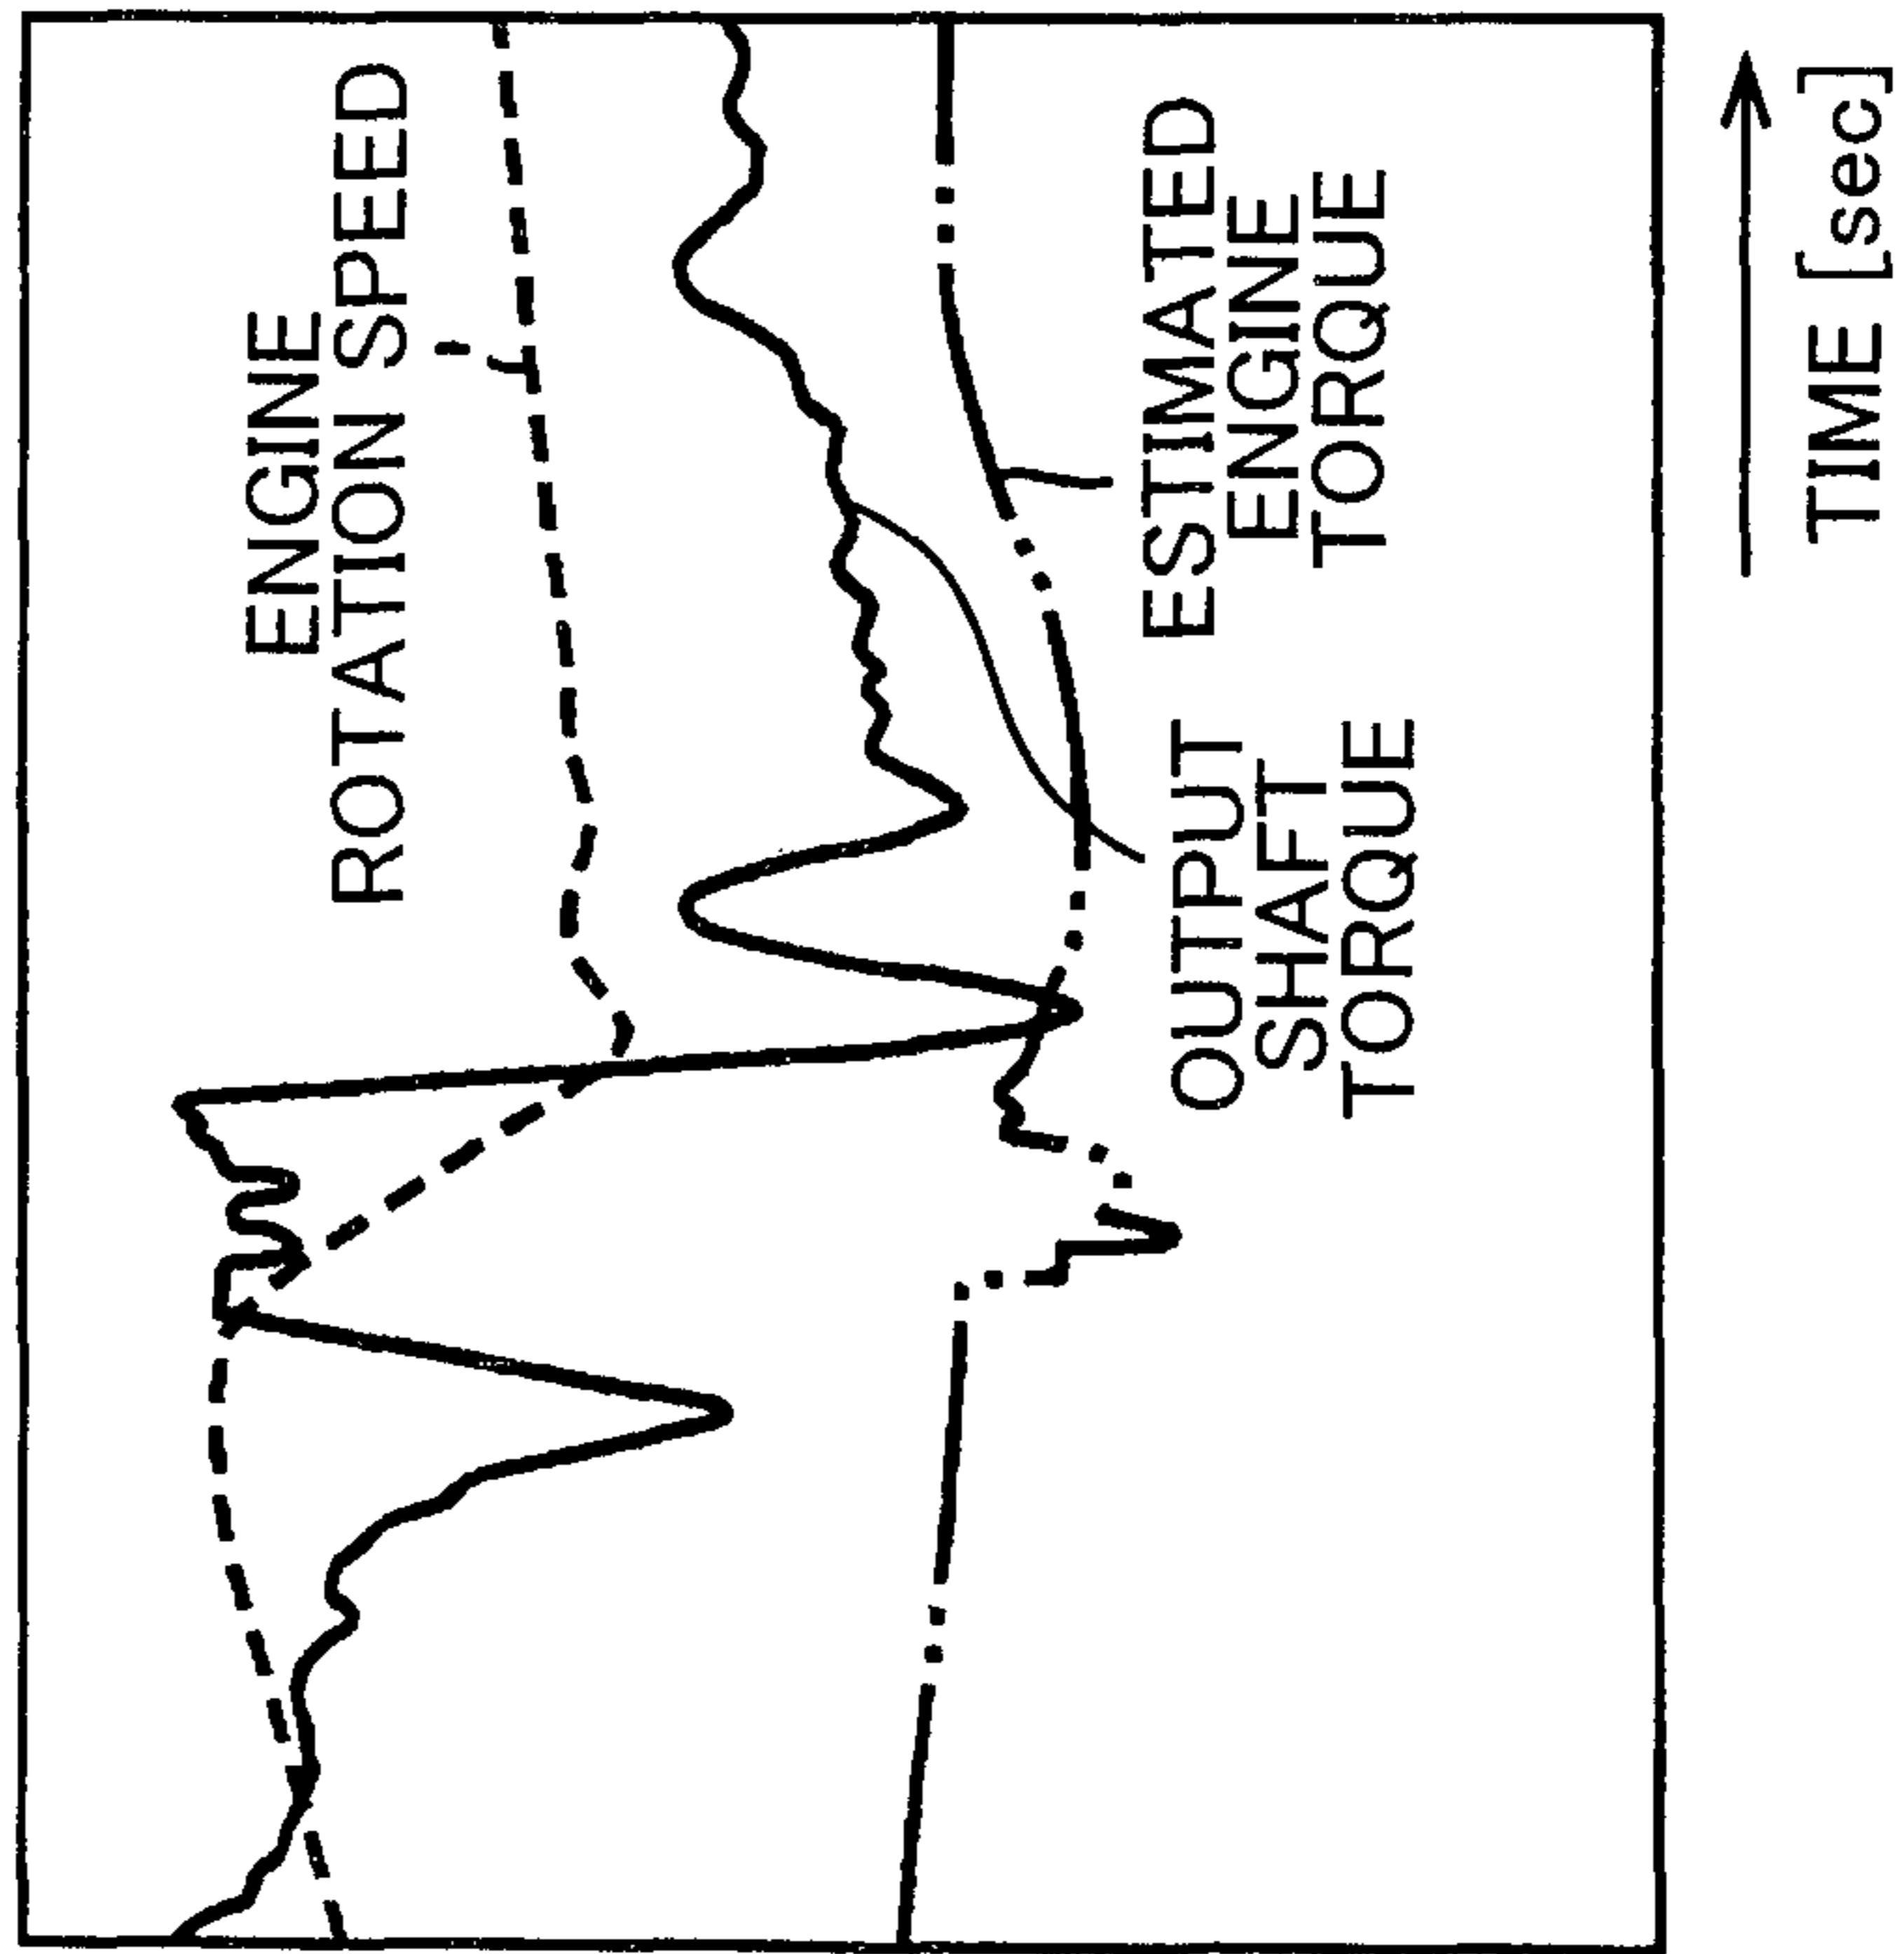 ENGINE
ROTATION SPEED
OUTPUT
SHAFT
TORQUE
ESTIMATED
ENGINE
TORQUE
TIME [sec]